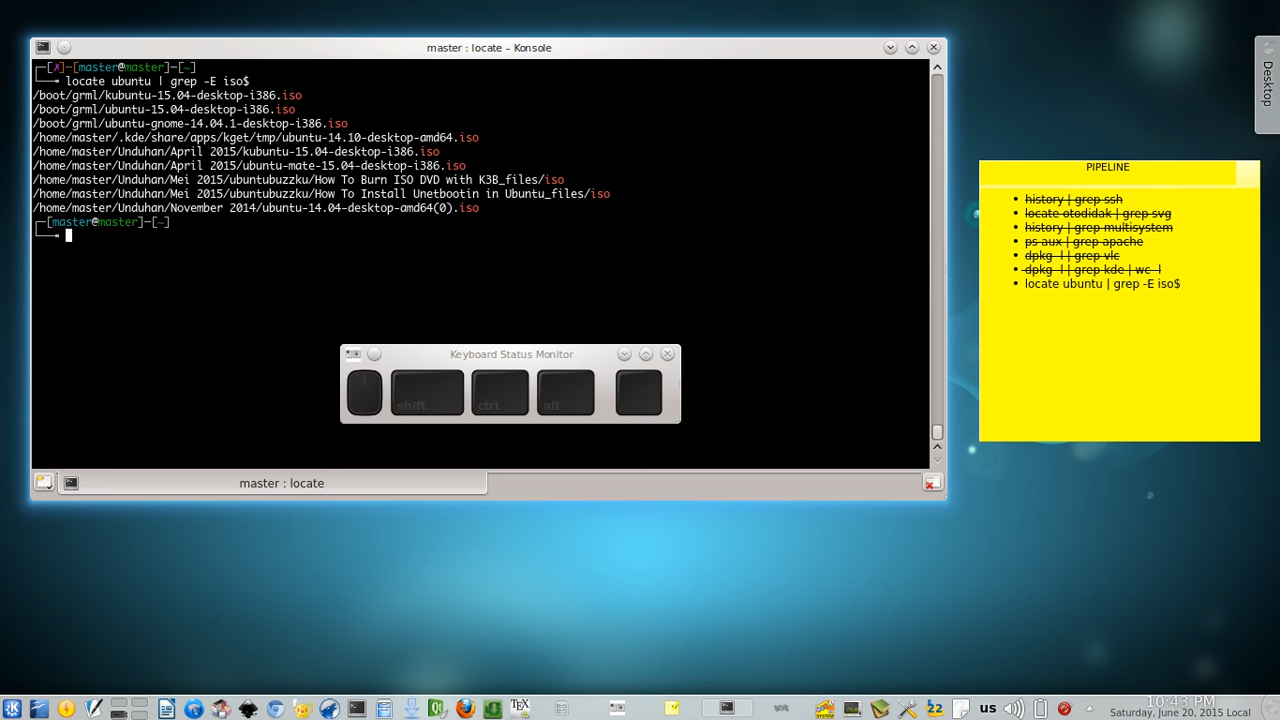 master : locate – Konsole
┌─[✗]─[master@master]─[~]
└──╼ locate ubuntu | grep -E iso$
/boot/grml/kubuntu-15.04-desktop-i386.iso
/boot/grml/ubuntu-15.04-desktop-i386.iso
/boot/grml/ubuntu-gnome-14.04.1-desktop-i386.iso
/home/master/.kde/share/apps/kget/tmp/ubuntu-14.10-desktop-amd64.iso
/home/master/Unduhan/April 2015/kubuntu-15.04-desktop-i386.iso
/home/master/Unduhan/April 2015/ubuntu-mate-15.04-desktop-i386.iso
/home/master/Unduhan/Mei 2015/ubuntubuzzku/How To Burn ISO DVD with K3B_files/iso
/home/master/Unduhan/Mei 2015/ubuntubuzzku/How To Install Unetbootin in Ubuntu_files/iso
/home/master/Unduhan/November 2014/ubuntu-14.04-desktop-amd64(0).iso
┌─[master@master]─[~]
└──╼
Keyboard Status Monitor
shift ctrl alt
master : locate
Desktop
PIPELINE
• history | grep ssh
• locate otodidak | grep svg
• history | grep multisystem
• ps aux | grep apache
• dpkg -l | grep vlc
• dpkg -l | grep kde | wc -l
• locate ubuntu | grep -E iso$
TEX
22
us
10:43 PM
Saturday, June 20, 2015 Local